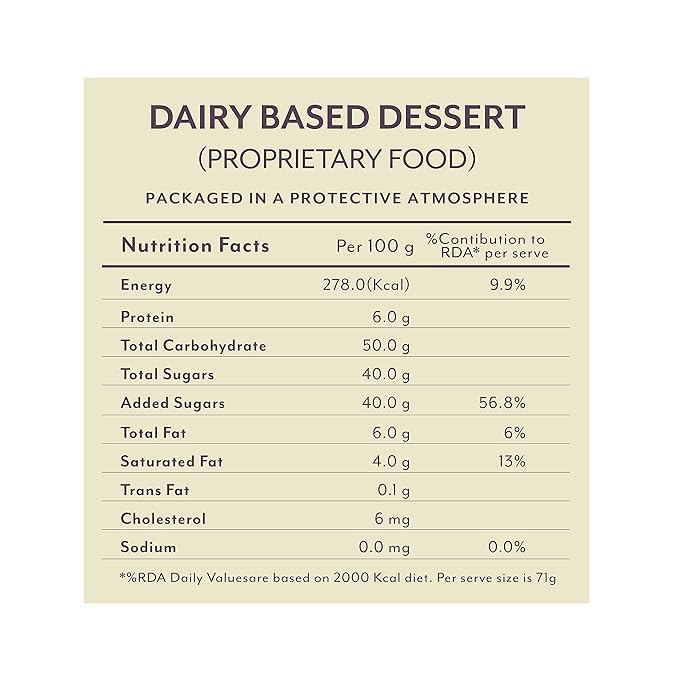 DAIRY BASED DESSERT
(PROPRIETARY FOOD)
PACKAGED IN A PROTECTIVE ATMOSPHERE
Nutrition Facts Per 100 g %Contibution to RDA* per serve
Energy 278.0(Kcal) 9.9%
Protein 6.0 g
Total Carbohydrate 50.0 g
Total Sugars 40.0 g
Added Sugars 40.0 g 56.8%
Total Fat 6.0 g 6%
Saturated Fat 4.0 g 13%
Trans Fat 0.1 g
Cholesterol 6 mg
Sodium 0.0 mg 0.0%
*%RDA Daily Valuesare based on 2000 Kcal diet. Per serve size is 71g